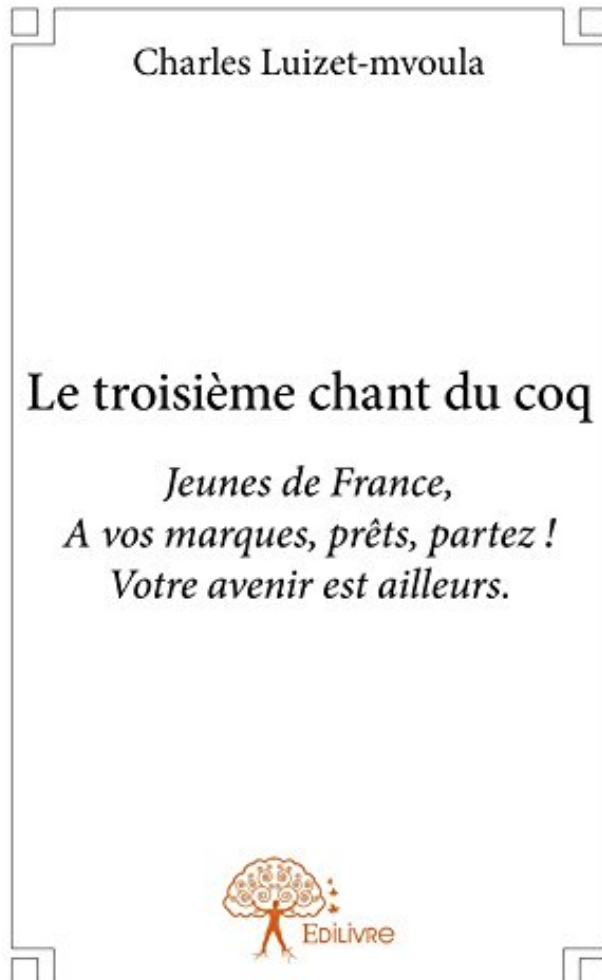 Charles Luizet-mvoula
Le troisième chant du coq
Jeunes de France,
A vos marques, prêts, partez !
Votre avenir est ailleurs.
EDILIVRE